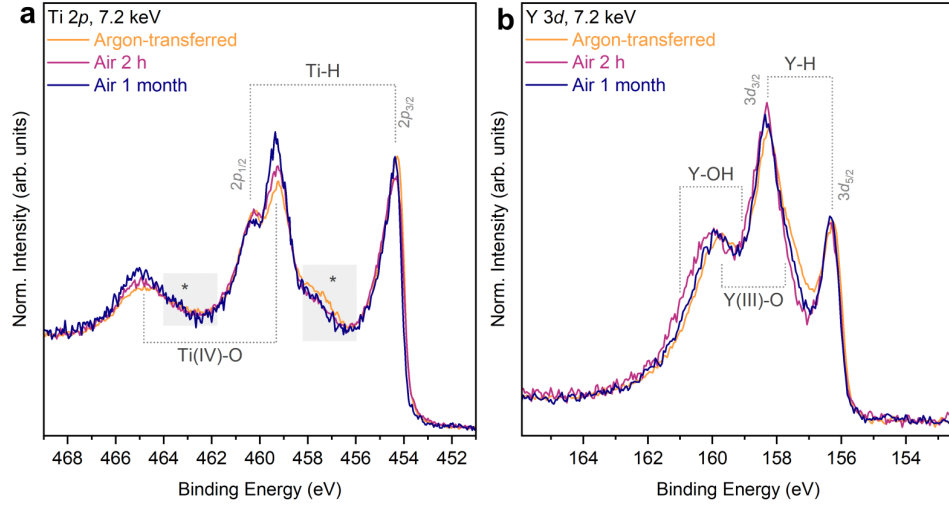 a
Ti 2p, 7.2 keV
Argon-transferred
Air 2 h
Air 1 month
Ti-H
2p1/2
2p3/2
*
*
Ti(IV)-O
Norm. Intensity (arb. units)
468 466 464 462 460 458 456 454 452
Binding Energy (eV)
b
Y 3d, 7.2 keV
Argon-transferred
Air 2 h
Air 1 month
Y-H
3d3/2
3d5/2
Y-OH
Y(III)-O
Norm. Intensity (arb. units)
164 162 160 158 156 154
Binding Energy (eV)